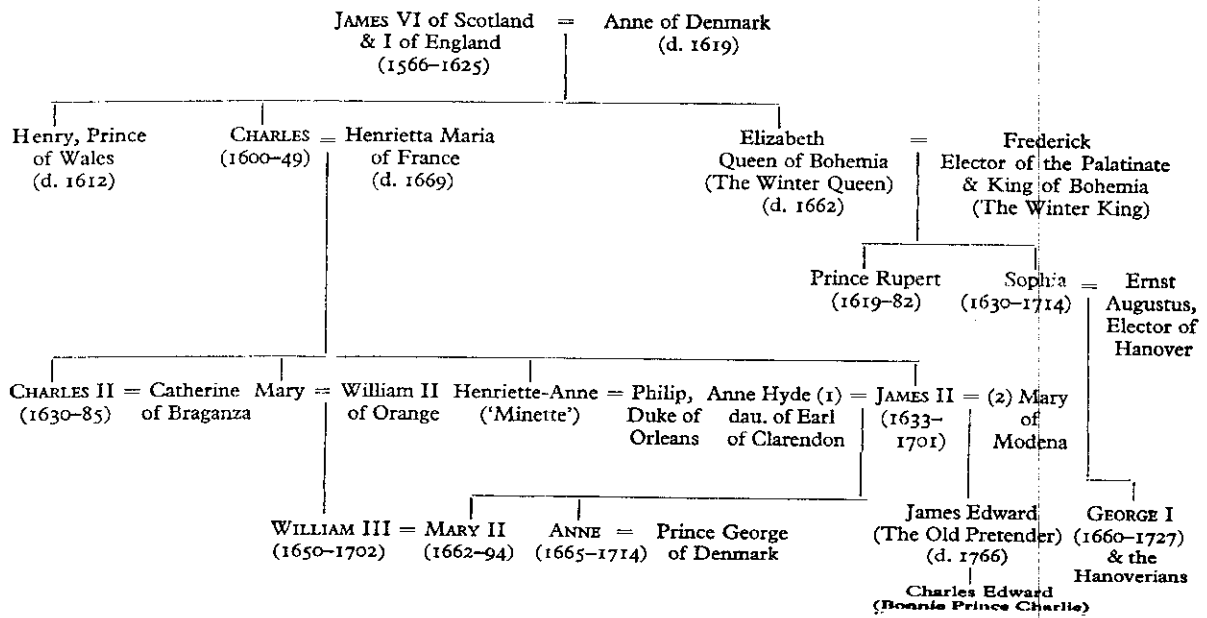 JAMES VI of Scotland = Anne of Denmark
& I of England (d. 1619)
(1566–1625)
Henry, Prince CHARLES = Henrietta Maria Elizabeth = Frederick
of Wales (1600–49) of France Queen of Bohemia Elector of the Palatinate
(d. 1612) (d. 1669) (The Winter Queen) & King of Bohemia
(d. 1662) (The Winter King)
Prince Rupert Sophia = Ernst
(1619–82) (1630–1714) Augustus,
Elector of
Hanover
CHARLES II = Catherine Mary = William II Henriette-Anne = Philip, Anne Hyde (1) = JAMES II = (2) Mary
(1630–85) of Braganza of Orange ('Minette') Duke of dau. of Earl (1633– of
Orleans of Clarendon 1701) Modena
WILLIAM III = MARY II ANNE = Prince George James Edward GEORGE I
(1650–1702) (1662–94) (1665–1714) of Denmark (The Old Pretender) (1660–1727)
(d. 1766) & the
Hanoverians
Charles Edward
(Bonnie Prince Charlie)